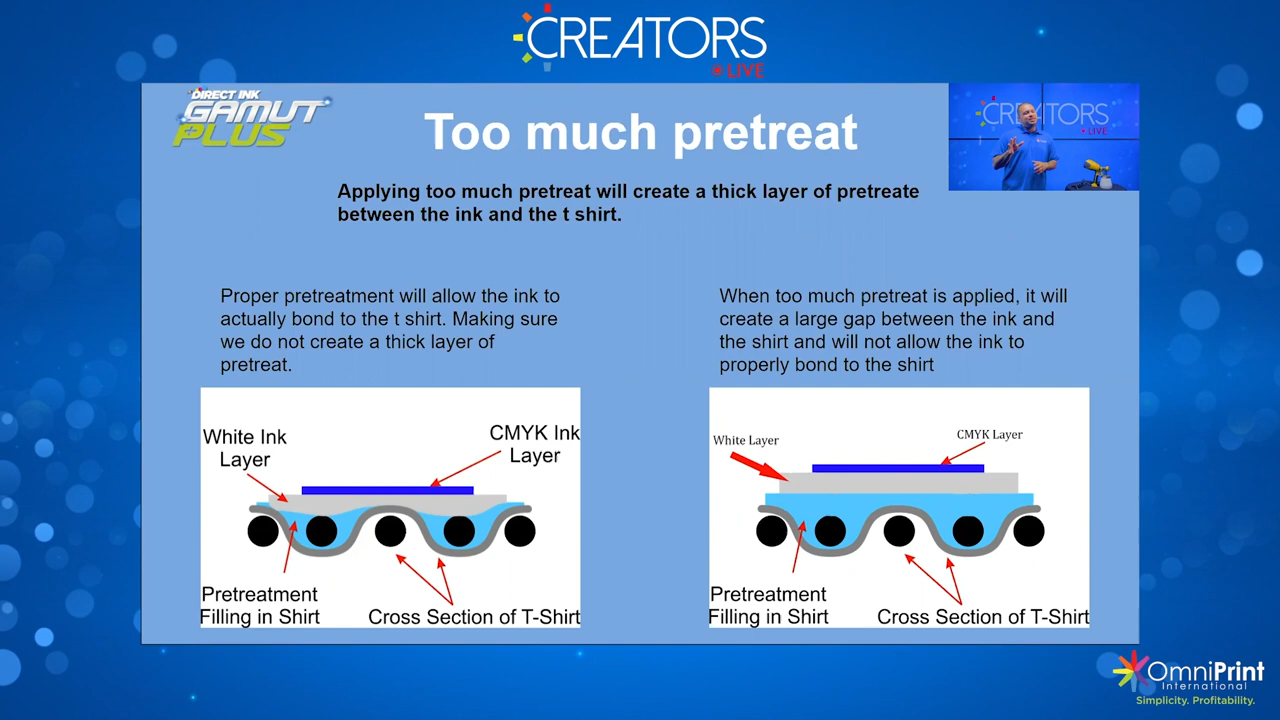 CREATORS
LIVE
DIRECT INK
GAMUT
PLUS
Too much pretreat
CREATORS
LIVE
Applying too much pretreat will create a thick layer of pretreate
between the ink and the t shirt.
Proper pretreatment will allow the ink to
actually bond to the t shirt. Making sure
we do not create a thick layer of
pretreat.
When too much pretreat is applied, it will
create a large gap between the ink and
the shirt and will not allow the ink to
properly bond to the shirt
White Ink
Layer
CMYK Ink
Layer
Pretreatment
Filling in Shirt
Cross Section of T-Shirt
White Layer
CMYK Layer
Pretreatment
Filling in Shirt
Cross Section of T-Shirt
OmniPrint
International
Simplicity. Profitability.